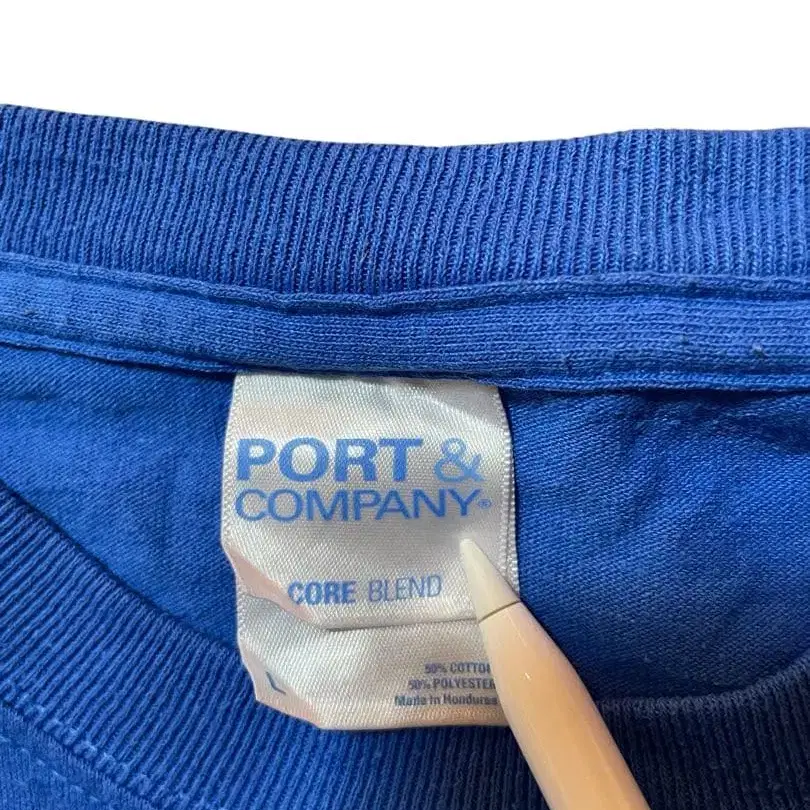 PORT &
COMPANY®
CORE BLEND
L
50% COTTON
50% POLYESTER
Made in Honduras